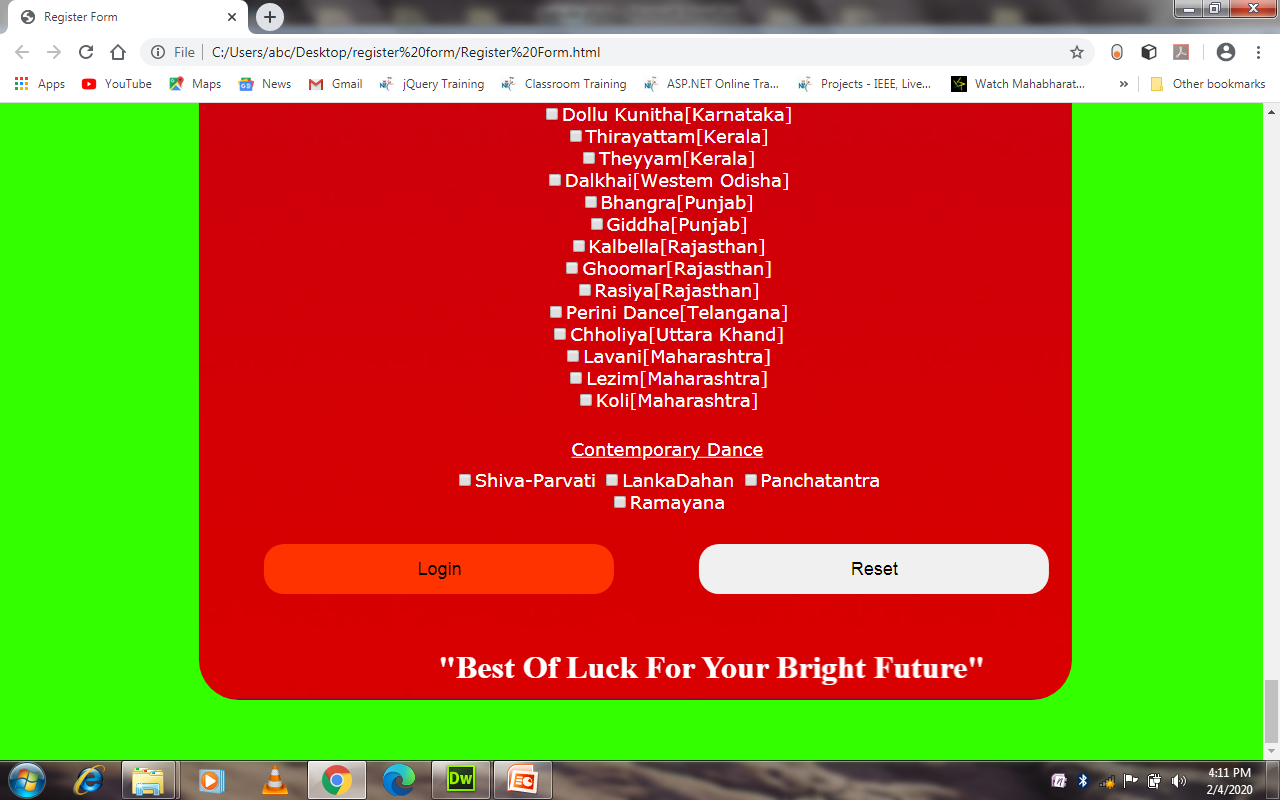 Register Form
File
C:/Users/abc/Desktop/register%20form/Register%20Form.html
Apps YouTube Maps News Gmail jQuery Training Classroom Training ASP.NET Online Tra... Projects - IEEE, Live... Watch Mahabharat... » Other bookmarks
Dollu Kunitha[Karnataka]
Thirayattam[Kerala]
Theyyam[Kerala]
Dalkhai[Westem Odisha]
Bhangra[Punjab]
Giddha[Punjab]
Kalbella[Rajasthan]
Ghoomar[Rajasthan]
Rasiya[Rajasthan]
Perini Dance[Telangana]
Chholiya[Uttara Khand]
Lavani[Maharashtra]
Lezim[Maharashtra]
Koli[Maharashtra]
Contemporary Dance
Shiva-Parvati LankaDahan Panchatantra
Ramayana
Login Reset
"Best Of Luck For Your Bright Future"
Dw
4:11 PM
2/4/2020